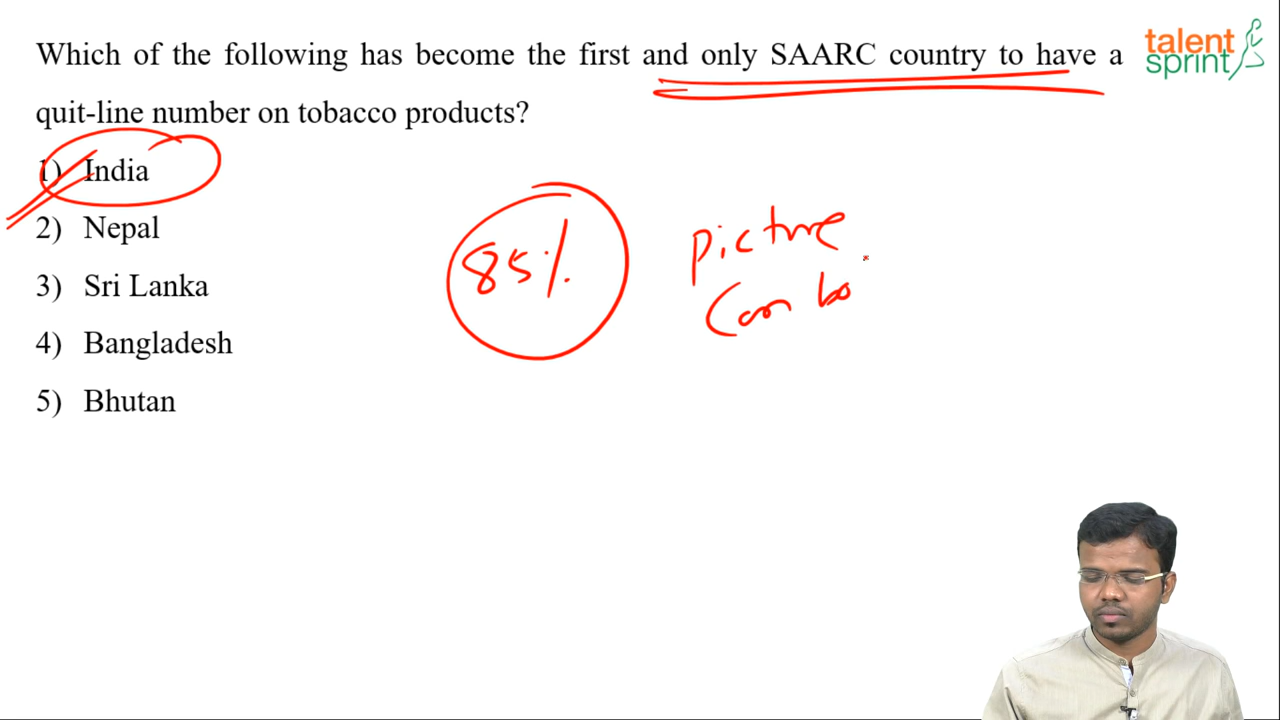 Which of the following has become the first and only SAARC country to have a
quit-line number on tobacco products?
1) India
2) Nepal
3) Sri Lanka
4) Bangladesh
5) Bhutan
85%
picture
talent
sprint